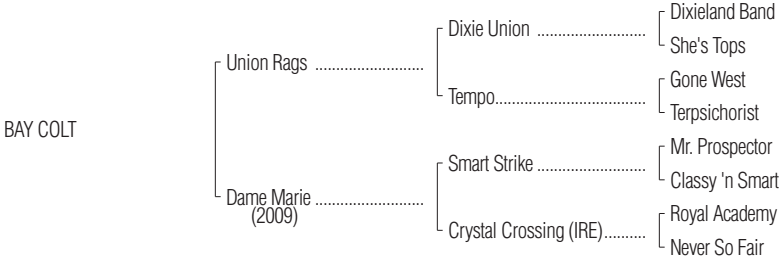 Dixieland Band
Dixie Union ..........................
She's Tops
Union Rags ..........................
Gone West
Tempo....................................
Terpsichorist
BAY COLT
Mr. Prospector
Smart Strike ..........................
Classy 'n Smart
Dame Marie ..........................
(2009)
Royal Academy
Crystal Crossing (IRE)..........
Never So Fair